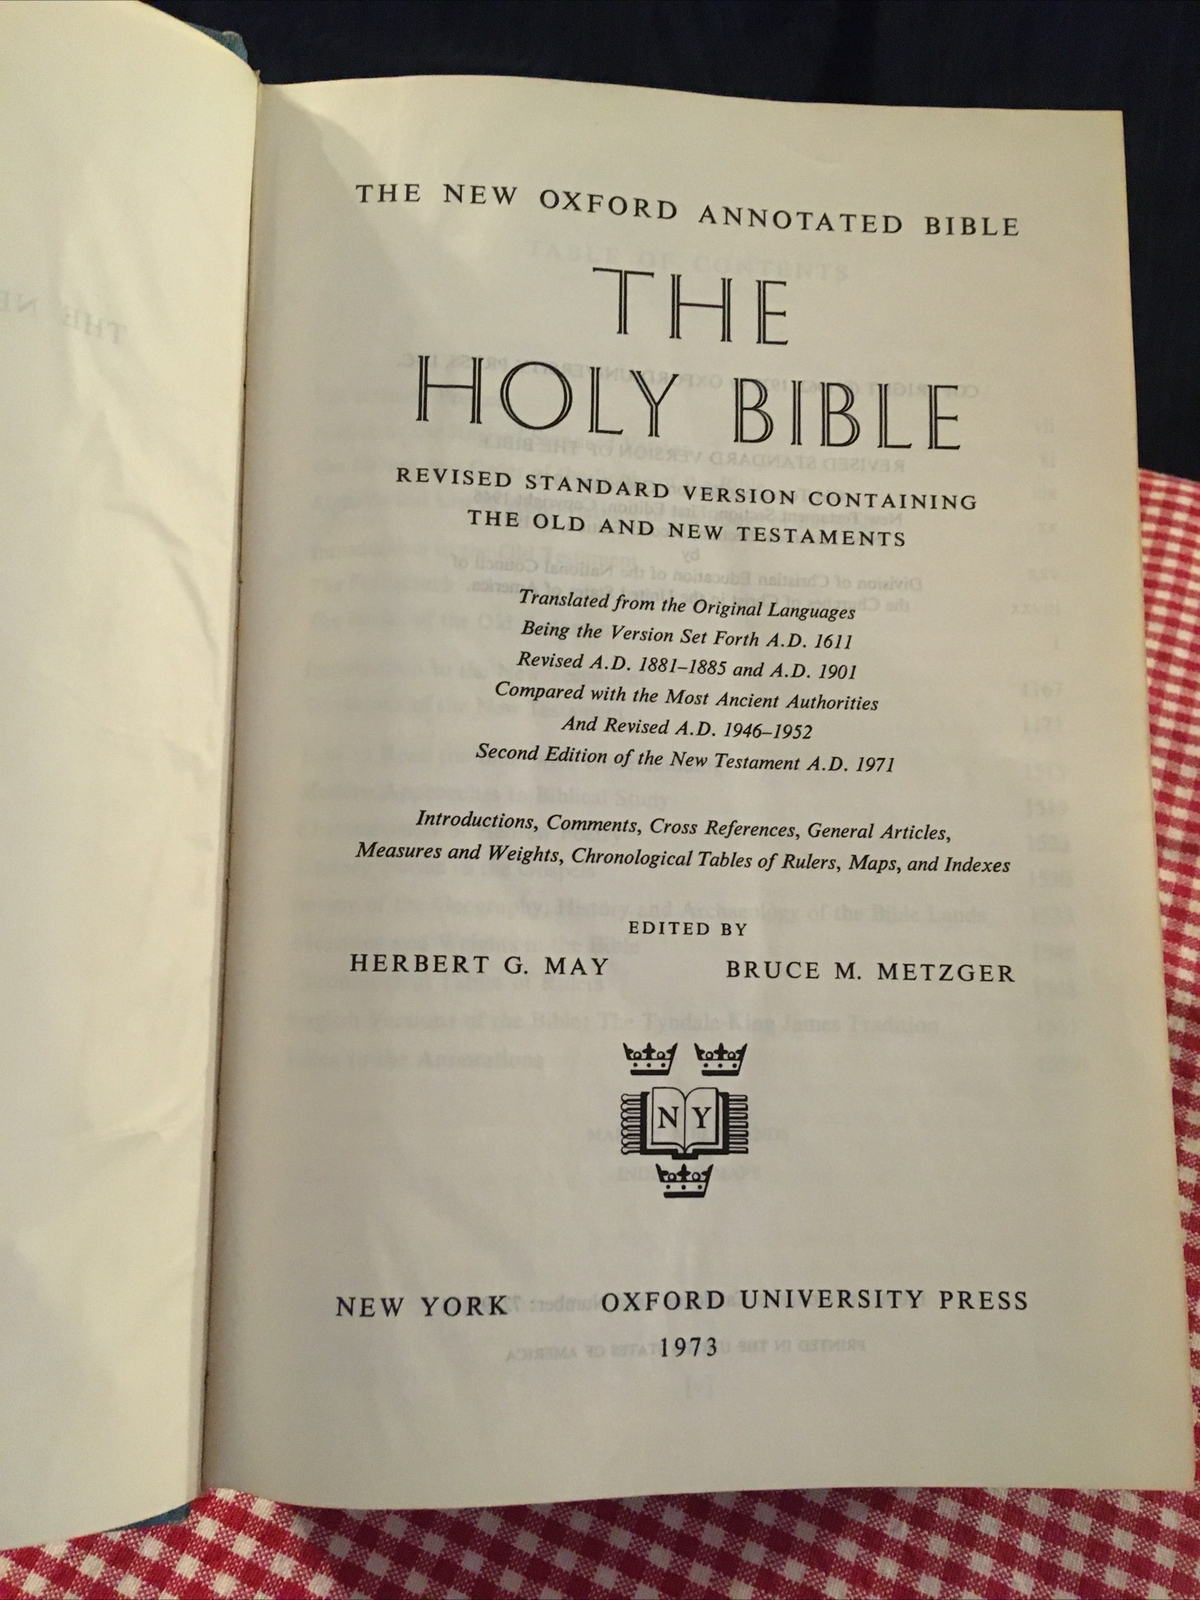 THE NEW OXFORD ANNOTATED BIBLE
THE
HOLY BIBLE
REVISED STANDARD VERSION CONTAINING
THE OLD AND NEW TESTAMENTS
Translated from the Original Languages
Being the Version Set Forth A.D. 1611
Revised A.D. 1881–1885 and A.D. 1901
Compared with the Most Ancient Authorities
And Revised A.D. 1946–1952
Second Edition of the New Testament A.D. 1971
Introductions, Comments, Cross References, General Articles,
Measures and Weights, Chronological Tables of Rulers, Maps, and Indexes
EDITED BY
HERBERT G. MAY BRUCE M. METZGER
N Y
NEW YORK OXFORD UNIVERSITY PRESS
1973